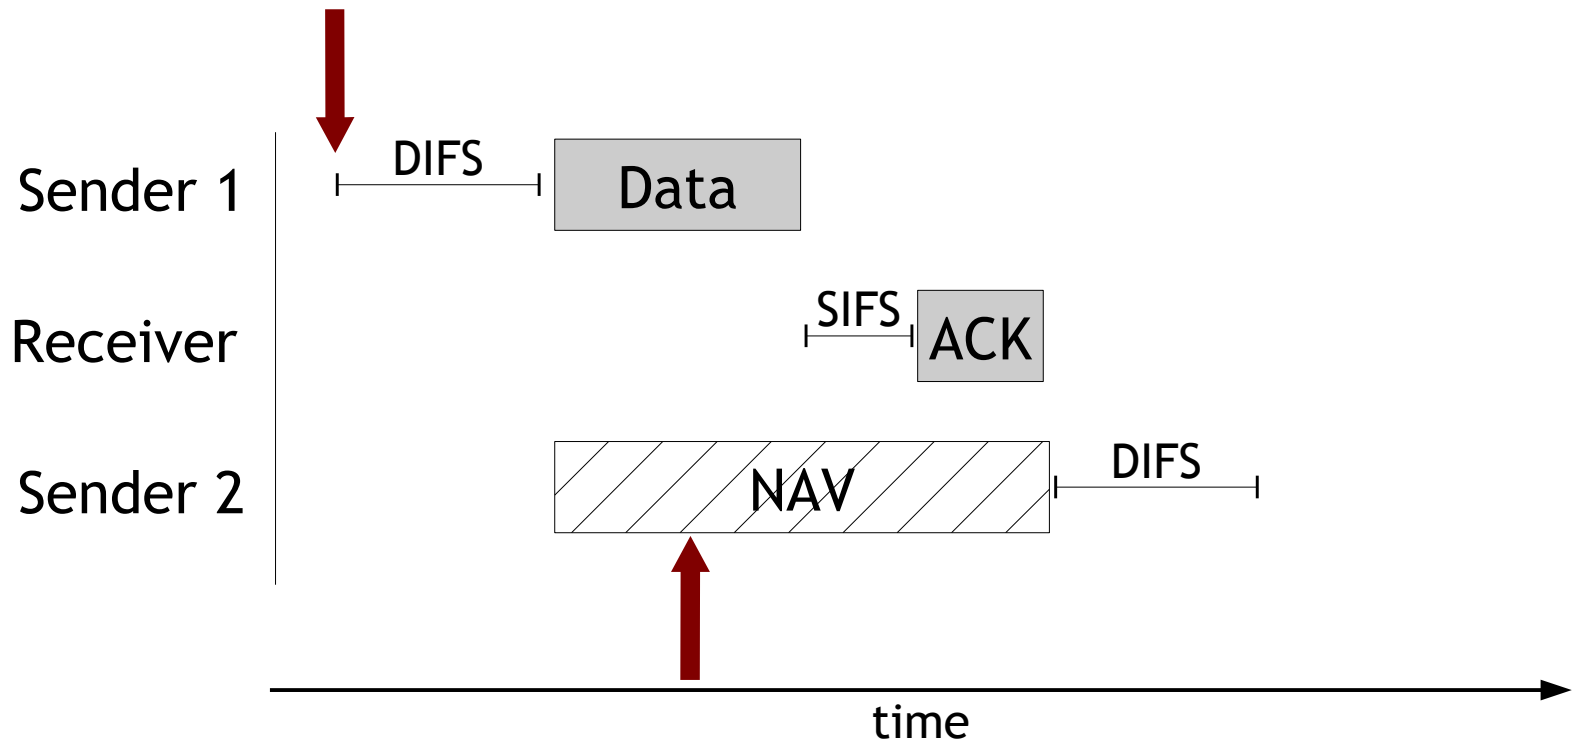 DIFS
Sender 1
Data
SIFS
Receiver
ACK
Sender 2
NAV
DIFS
time